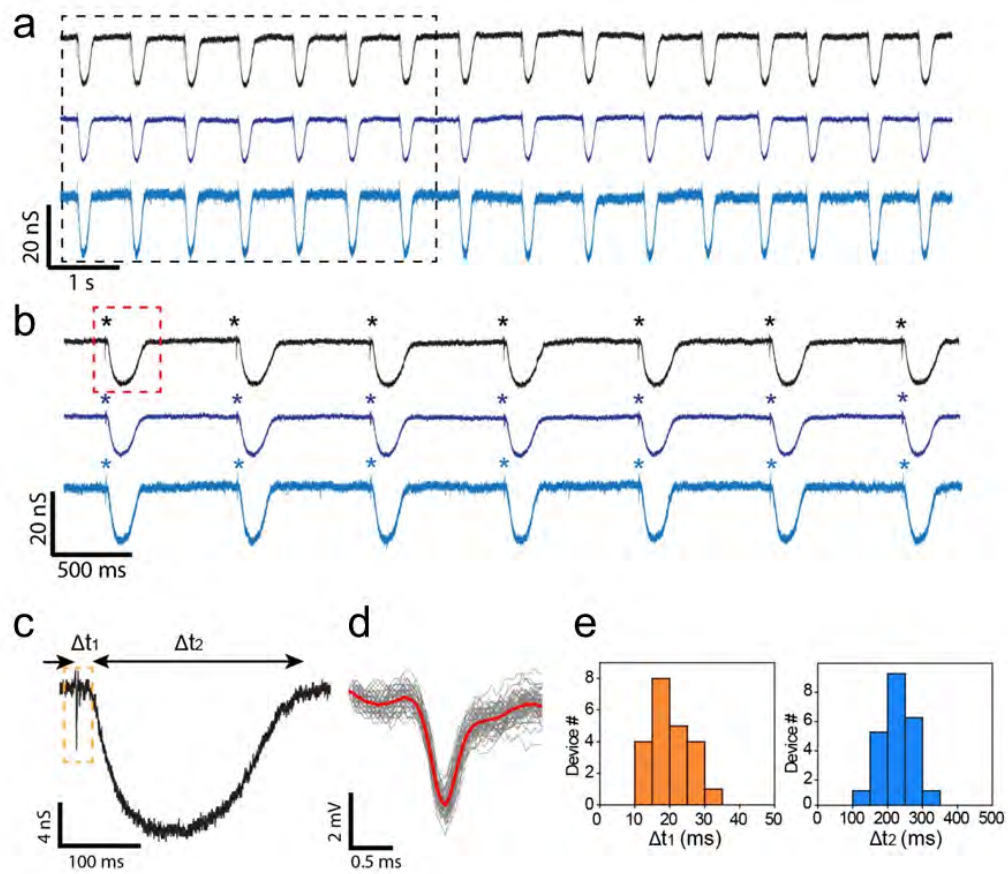 a
20 nS
1 s
b
* * * * * * *
* * * * * * *
* * * * * * *
20 nS
500 ms
c
Δt1
Δt2
4 nS
100 ms
d
2 mV
0.5 ms
e
8
6
4
2
0
Device #
0 10 20 30 40 50
Δt1 (ms)
8
6
4
2
0
Device #
0 100 200 300 400 500
Δt2 (ms)